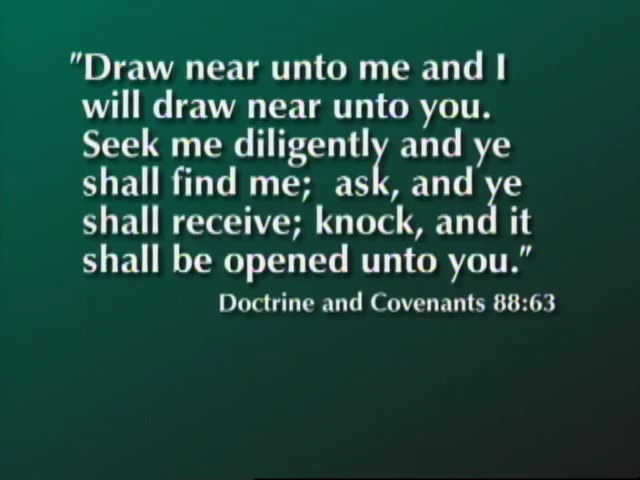 "Draw near unto me and I
will draw near unto you.
Seek me diligently and ye
shall find me;  ask, and ye
shall receive; knock, and it
shall be opened unto you."
Doctrine and Covenants 88:63